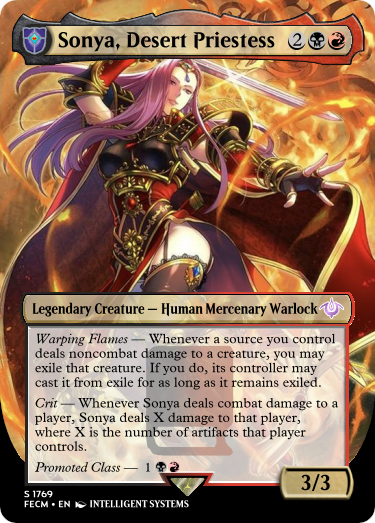 Sonya, Desert Priestess 2
Legendary Creature — Human Mercenary Warlock
Warping Flames — Whenever a source you control
deals noncombat damage to a creature, you may
exile that creature. If you do, its controller may
cast it from exile for as long as it remains exiled.
Crit — Whenever Sonya deals combat damage to a
player, Sonya deals X damage to that player,
where X is the number of artifacts that player
controls.
Promoted Class — 1
3/3
S 1769
FECM • EN INTELLIGENT SYSTEMS